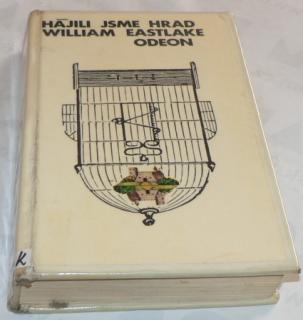 HÁJILI JSME HRAD
WILLIAM EASTLAKE
ODEON
K